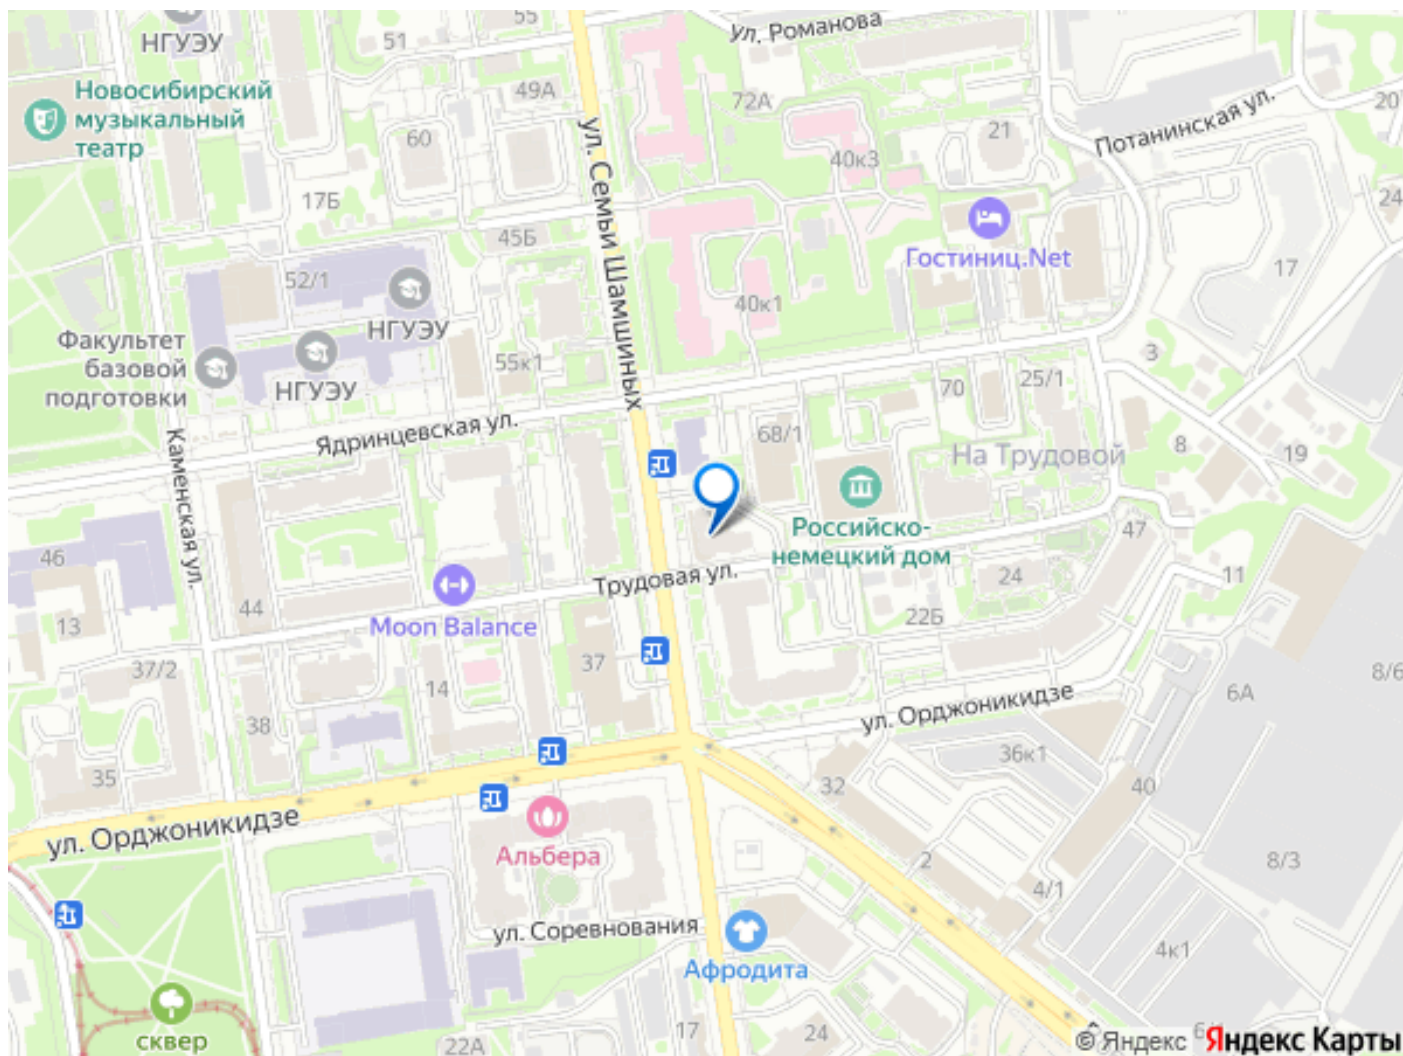 55
51
НГУЭУ
ул. Романова
Новосибирский
музыкальный
театр
49А
72А
20
Потанинская ул.
60
21
40к3
17Б
24
45Б
ул. Семьи Шамшиных
Гостиниц.Net
17
52/1
40к1
НГУЭУ
Факультет
базовой
подготовки
НГУЭУ
55к1
3
25/1
70
Ядринцевская ул.
68/1
8
19
На Трудовой
Каменская ул.
Российско-
немецкий дом
47
46
Трудовая ул.
24
11
44
22Б
13
Moon Balance
37
37/2
8/6
14
6А
38
ул. Орджоникидзе
36к1
35
32
40
ул. Орджоникидзе
Альбера
2
8/3
4/1
ул. Соревнования
4к1
Афродита
17
24
сквер
22А
© Яндекс Яндекс Карты